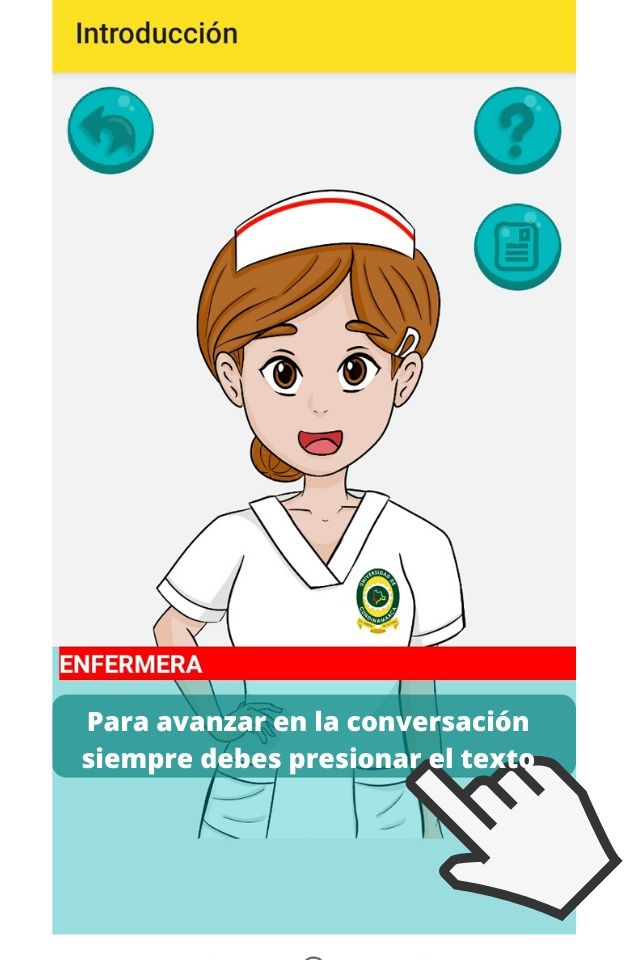 Introducción
?
UNIVERSIDAD DE
CUNDINAMARCA
ENFERMERA
Para avanzar en la conversación
siempre debes presionar el texto